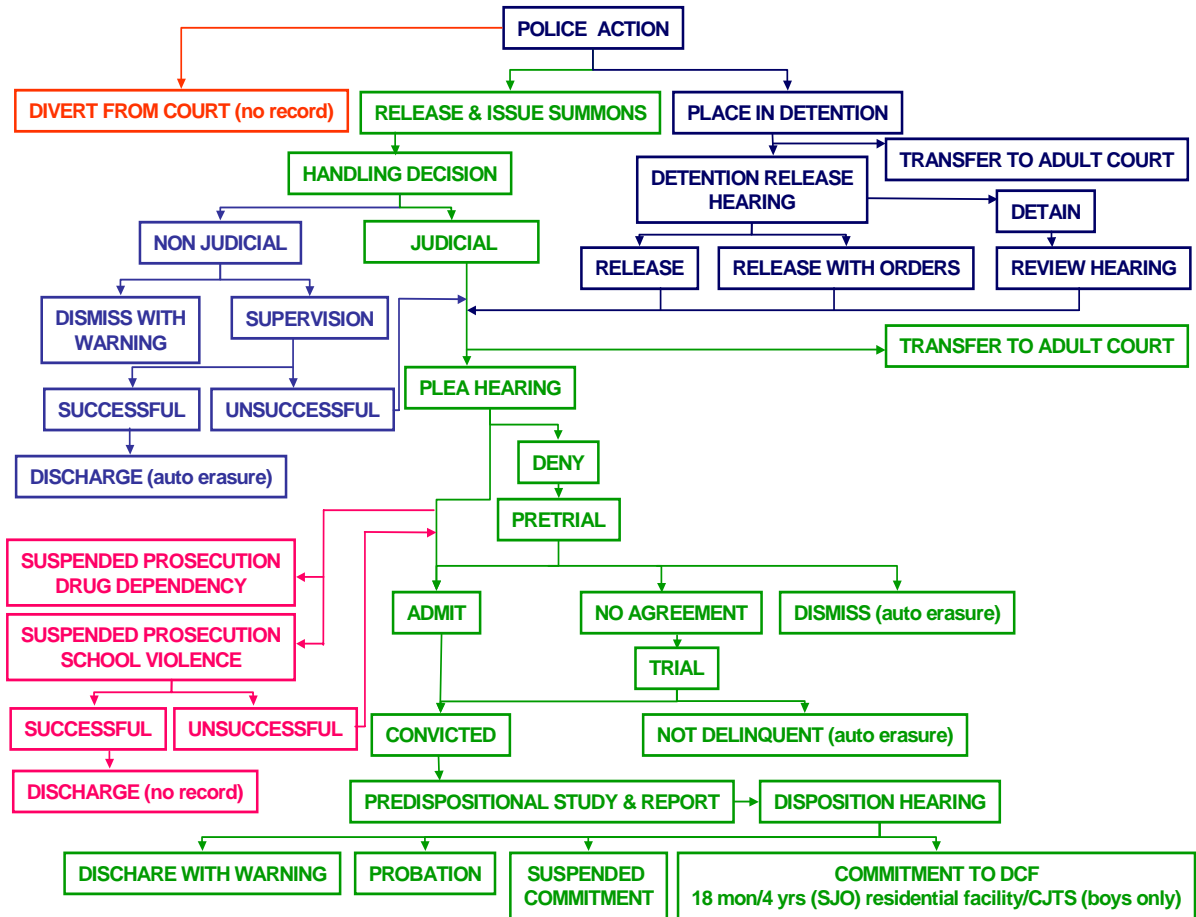 POLICE ACTION
DIVERT FROM COURT (no record)
RELEASE & ISSUE SUMMONS
PLACE IN DETENTION
TRANSFER TO ADULT COURT
HANDLING DECISION
DETENTION RELEASE
HEARING
DETAIN
NON JUDICIAL
JUDICIAL
RELEASE
RELEASE WITH ORDERS
REVIEW HEARING
DISMISS WITH
WARNING
SUPERVISION
TRANSFER TO ADULT COURT
PLEA HEARING
SUCCESSFUL
UNSUCCESSFUL
DENY
DISCHARGE (auto erasure)
PRETRIAL
SUSPENDED PROSECUTION
DRUG DEPENDENCY
ADMIT
NO AGREEMENT
DISMISS (auto erasure)
SUSPENDED PROSECUTION
SCHOOL VIOLENCE
TRIAL
SUCCESSFUL
UNSUCCESSFUL
CONVICTED
NOT DELINQUENT (auto erasure)
DISCHARGE (no record)
PREDISPOSITIONAL STUDY & REPORT
DISPOSITION HEARING
DISCHARE WITH WARNING
PROBATION
SUSPENDED
COMMITMENT
COMMITMENT TO DCF
18 mon/4 yrs (SJO) residential facility/CJTS (boys only)